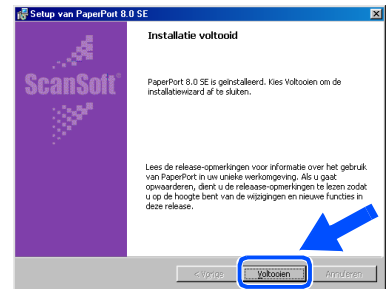 Setup van PaperPort 8.0 SE
Installatie voltooid
ScanSoft®
PaperPort 8.0 SE is geïnstalleerd. Kies Voltooien om de
installatiewizard af te sluiten.
Lees de release-opmerkingen voor informatie over het gebruik
van PaperPort in uw unieke werkomgeving. Als u gaat
opwaarderen, dient u de releaase-opmerkingen te lezen zodat
u op de hoogte bent van de wijzigingen en nieuwe functies in
deze release.
< Vorige Voltooien Annuleren